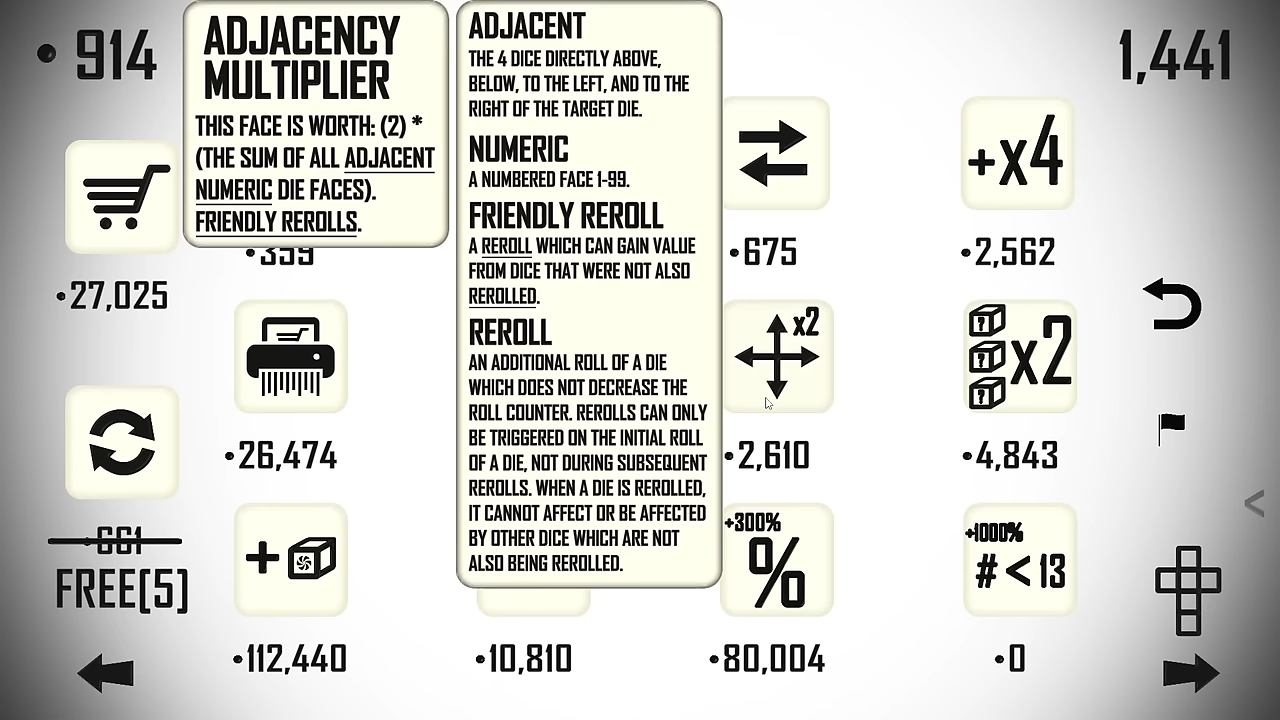 • 914
ADJACENCY
MULTIPLIER
THIS FACE IS WORTH: (2) *
(THE SUM OF ALL ADJACENT
NUMERIC DIE FACES).
FRIENDLY REROLLS.
ADJACENT
THE 4 DICE DIRECTLY ABOVE,
BELOW, TO THE LEFT, AND TO THE
RIGHT OF THE TARGET DIE.
NUMERIC
A NUMBERED FACE 1-99.
FRIENDLY REROLL
A REROLL WHICH CAN GAIN VALUE
FROM DICE THAT WERE NOT ALSO
REROLLED.
REROLL
AN ADDITIONAL ROLL OF A DIE
WHICH DOES NOT DECREASE THE
ROLL COUNTER. REROLLS CAN ONLY
BE TRIGGERED ON THE INITIAL ROLL
OF A DIE, NOT DURING SUBSEQUENT
REROLLS. WHEN A DIE IS REROLLED,
IT CANNOT AFFECT OR BE AFFECTED
BY OTHER DICE WHICH ARE NOT
ALSO BEING REROLLED.
1,441
+x4
•27,025
•359
•675
•2,562
x2
? ? ? x2
•26,474
•2,610
•4,843
•661
FREE[5]
+
+300%
%
+1000%
# < 13
<
•112,440
•10,810
•80,004
•0